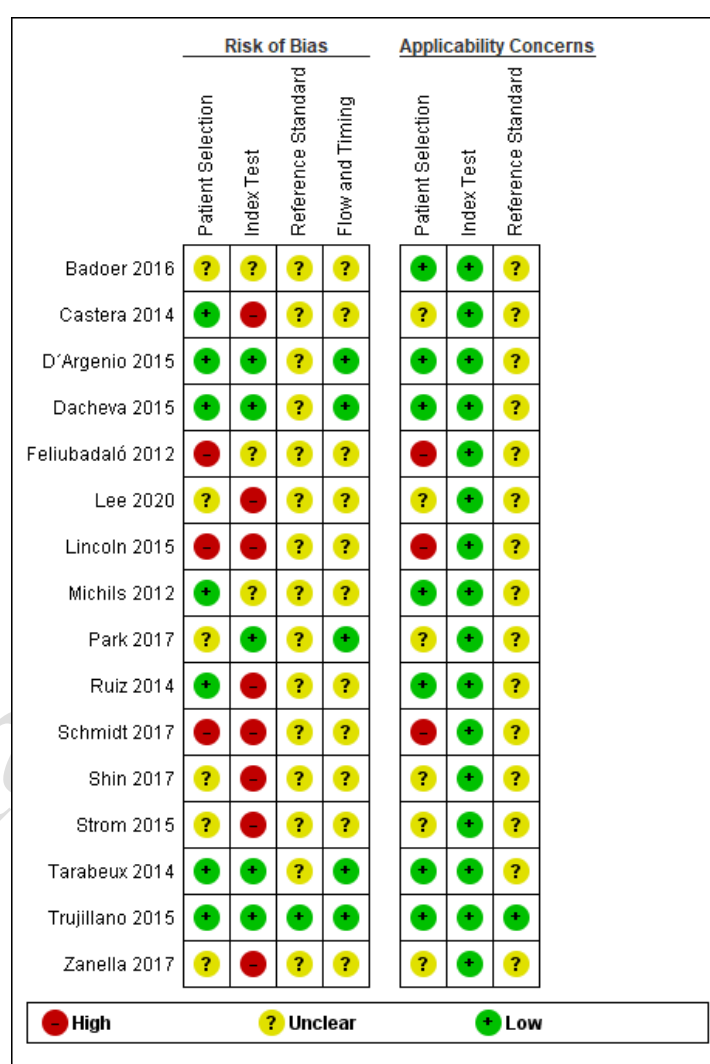 Risk of Bias Applicability Concerns
Patient Selection
Index Test
Reference Standard
Flow and Timing
Patient Selection
Index Test
Reference Standard
Badoer 2016 ? ? ? ? + + ?
Castera 2014 + - ? ? ? + ?
D´Argenio 2015 + + ? + + + ?
Dacheva 2015 + + ? + + + ?
Feliubadaló 2012 - ? ? ? - + ?
Lee 2020 ? - ? ? ? + ?
Lincoln 2015 - - ? ? - + ?
Michils 2012 + ? ? ? + + ?
Park 2017 ? + ? + ? + ?
Ruiz 2014 + - ? ? + + ?
Schmidt 2017 - - ? ? - + ?
Shin 2017 ? - ? ? ? + ?
Strom 2015 ? - ? ? ? + ?
Tarabeux 2014 + + ? + + + ?
Trujillano 2015 + + + + + + +
Zanella 2017 ? - ? ? ? + ?
- High ? Unclear + Low